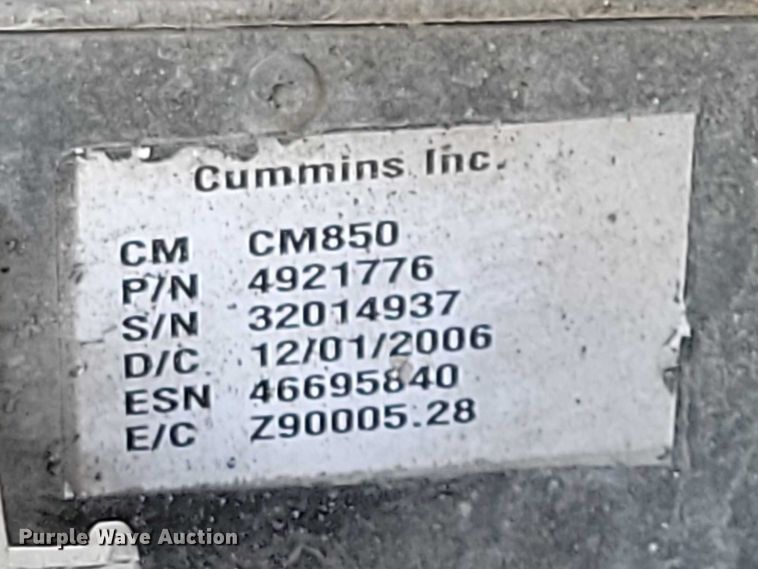 Cummins Inc.
CM CM850
P/N 4921776
S/N 32014937
D/C 12/01/2006
ESN 46695840
E/C Z90005.28
Purple Wave Auction